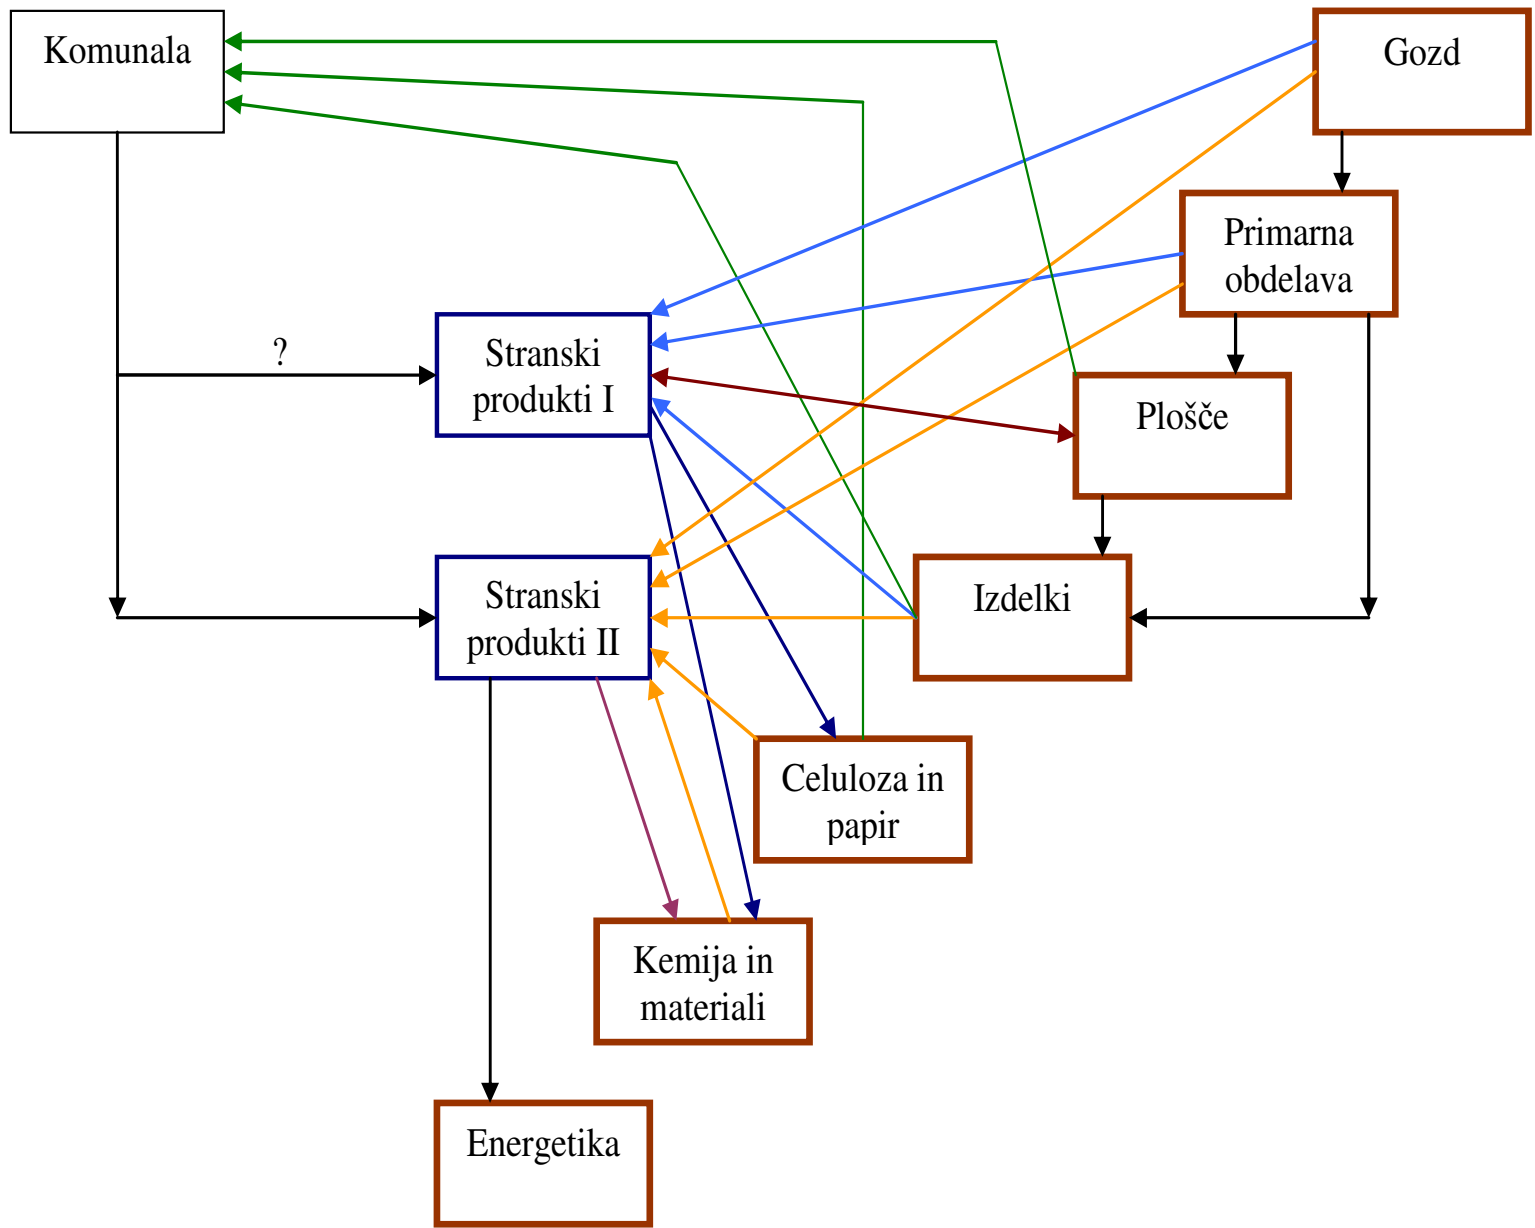 Komunala
Gozd
Primarna
obdelava
?
Stranski
produkti I
Plošče
Stranski
produkti II
Izdelki
Celuloza in
papir
Kemija in
materiali
Energetika